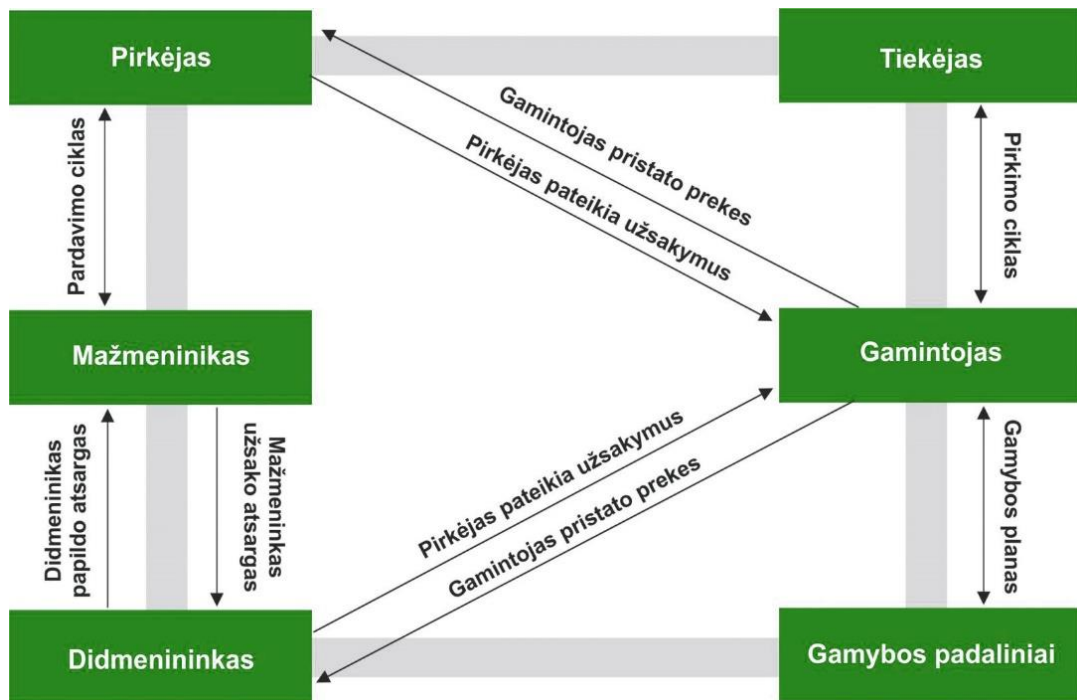 Pirkėjas
Tiekėjas
Gamintojas pristato prekes
Pirkėjas pateikia užsakymus
Pardavimo ciklas
Pirkimo ciklas
Mažmeninikas
Gamintojas
Didmeninikas
papildo atsargas
Mažmeninkas
užsako atsargas
Pirkėjas pateikia užsakymus
Gamintojas pristato prekes
Gamybos planas
Didmenininkas
Gamybos padaliniai